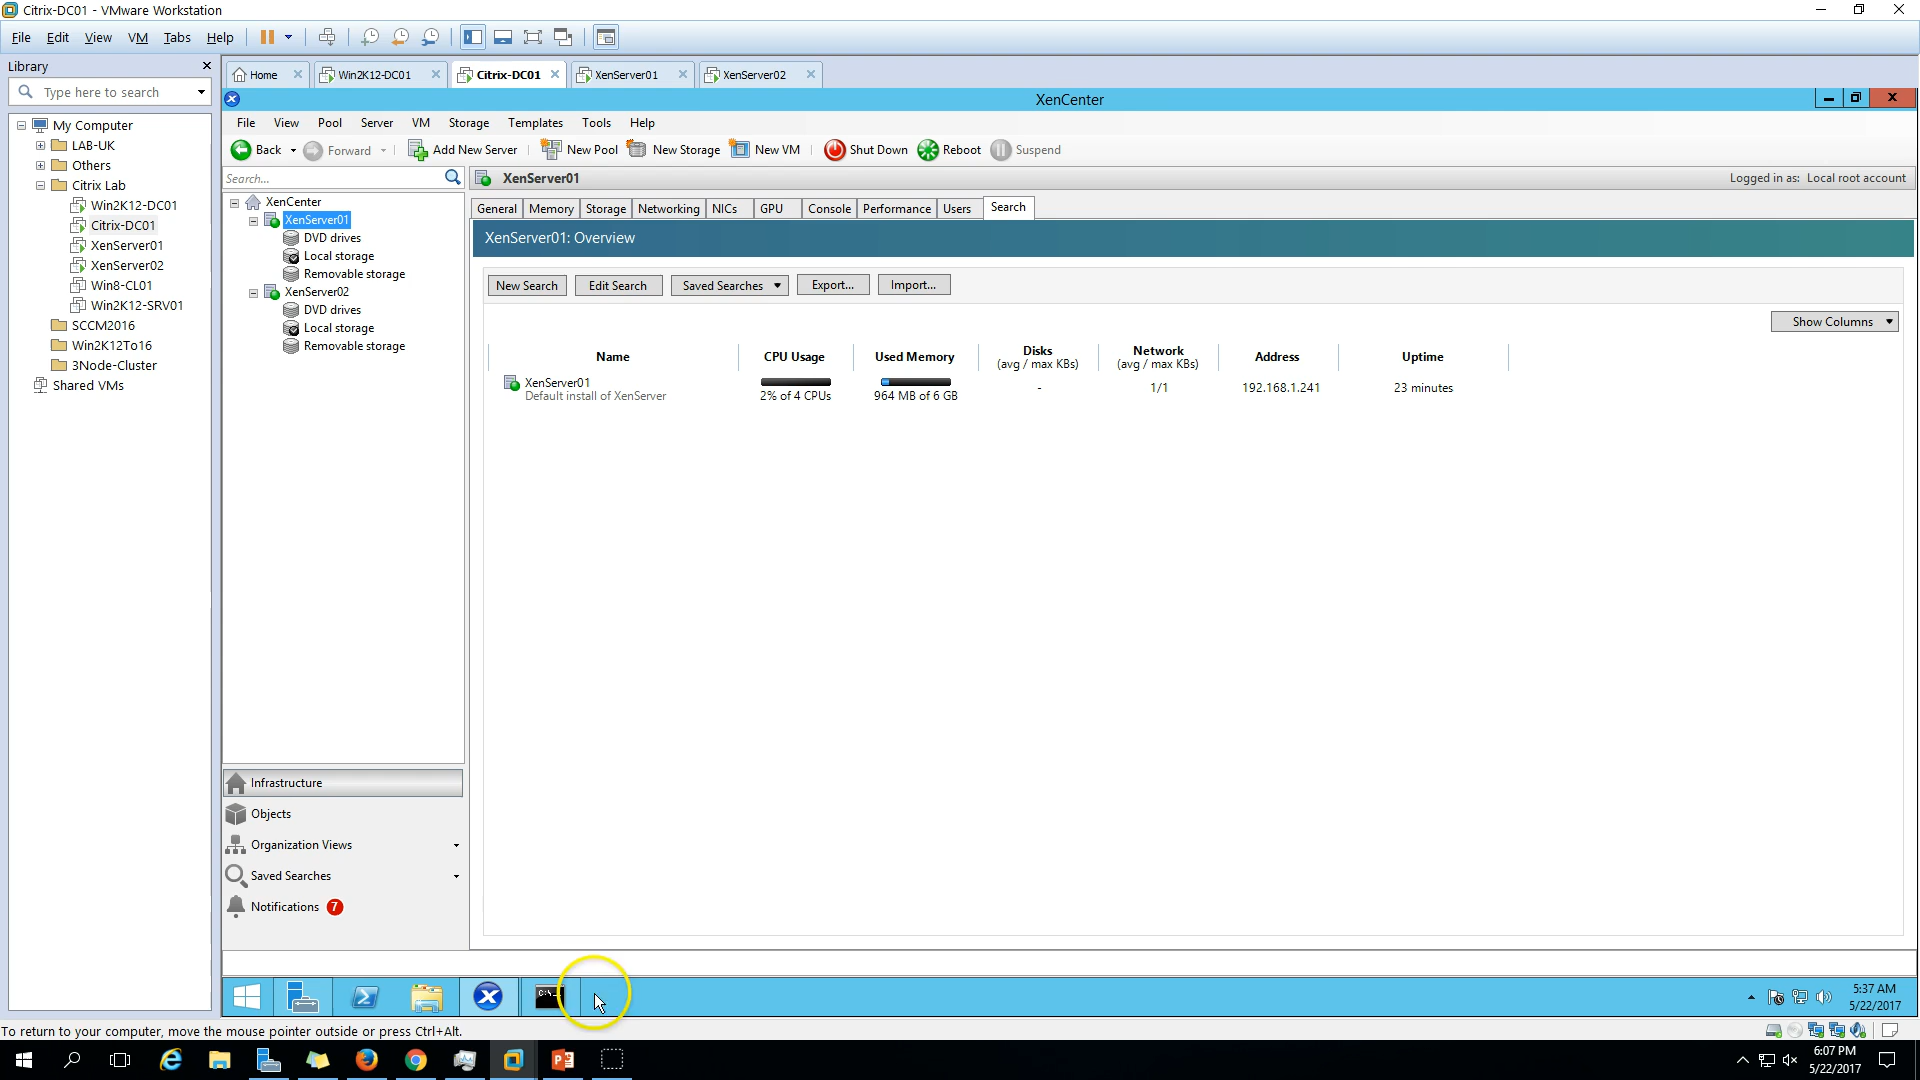 Citrix-DC01 - VMware Workstation
File Edit View VM Tabs Help
Library
Type here to search
My Computer
LAB-UK
Others
Citrix Lab
Win2K12-DC01
Citrix-DC01
XenServer01
XenServer02
Win8-CL01
Win2K12-SRV01
SCCM2016
Win2K12To16
3Node-Cluster
Shared VMs
Home Win2K12-DC01 Citrix-DC01 XenServer01 XenServer02
XenCenter
File View Pool Server VM Storage Templates Tools Help
Back Forward Add New Server New Pool New Storage New VM Shut Down Reboot Suspend
Search...
XenCenter
XenServer01
DVD drives
Local storage
Removable storage
XenServer02
DVD drives
Local storage
Removable storage
Infrastructure
Objects
Organization Views
Saved Searches
Notifications 7
XenServer01 Logged in as: Local root account
General Memory Storage Networking NICs GPU Console Performance Users Search
XenServer01: Overview
New Search Edit Search Saved Searches Export... Import...
Show Columns
Name CPU Usage Used Memory Disks (avg / max KBs) Network (avg / max KBs) Address Uptime
XenServer01
Default install of XenServer
2% of 4 CPUs 964 MB of 6 GB - 1/1 192.168.1.241 23 minutes
C:\_
5:37 AM
5/22/2017
To return to your computer, move the mouse pointer outside or press Ctrl+Alt.
6:07 PM
5/22/2017